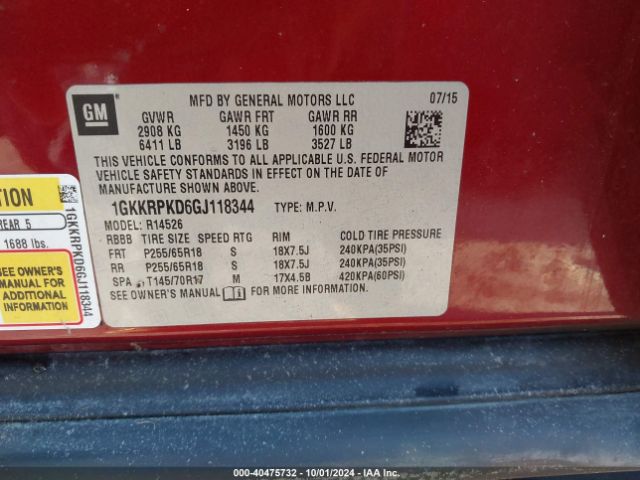 GM
MFD BY GENERAL MOTORS LLC 07/15
GVWR GAWR FRT GAWR RR
2908 KG 1450 KG 1600 KG
6411 LB 3196 LB 3527 LB
THIS VEHICLE CONFORMS TO ALL APPLICABLE U.S. FEDERAL MOTOR
VEHICLE SAFETY STANDARDS IN EFFECT ON THE DATE OF
MANUFACTURE SHOWN ABOVE.
1GKKRPKD6GJ118344 TYPE: M.P.V.
MODEL: R14526
RBBB TIRE SIZE SPEED RTG RIM COLD TIRE PRESSURE
FRT P255/65R18 S 18X7.5J 240KPA(35PSI)
RR P255/65R18 S 18X7.5J 240KPA(35PSI)
SPA T145/70R17 M 17X4.5B 420KPA(60PSI)
SEE OWNER'S MANUAL FOR MORE INFORMATION.
TION
REAR 5
1688 lbs.
SEE OWNER'S
MANUAL FOR
ADDITIONAL
INFORMATION
1GKKRPKD6GJ118344
000-40475732 - 10/01/2024 - IAA Inc.